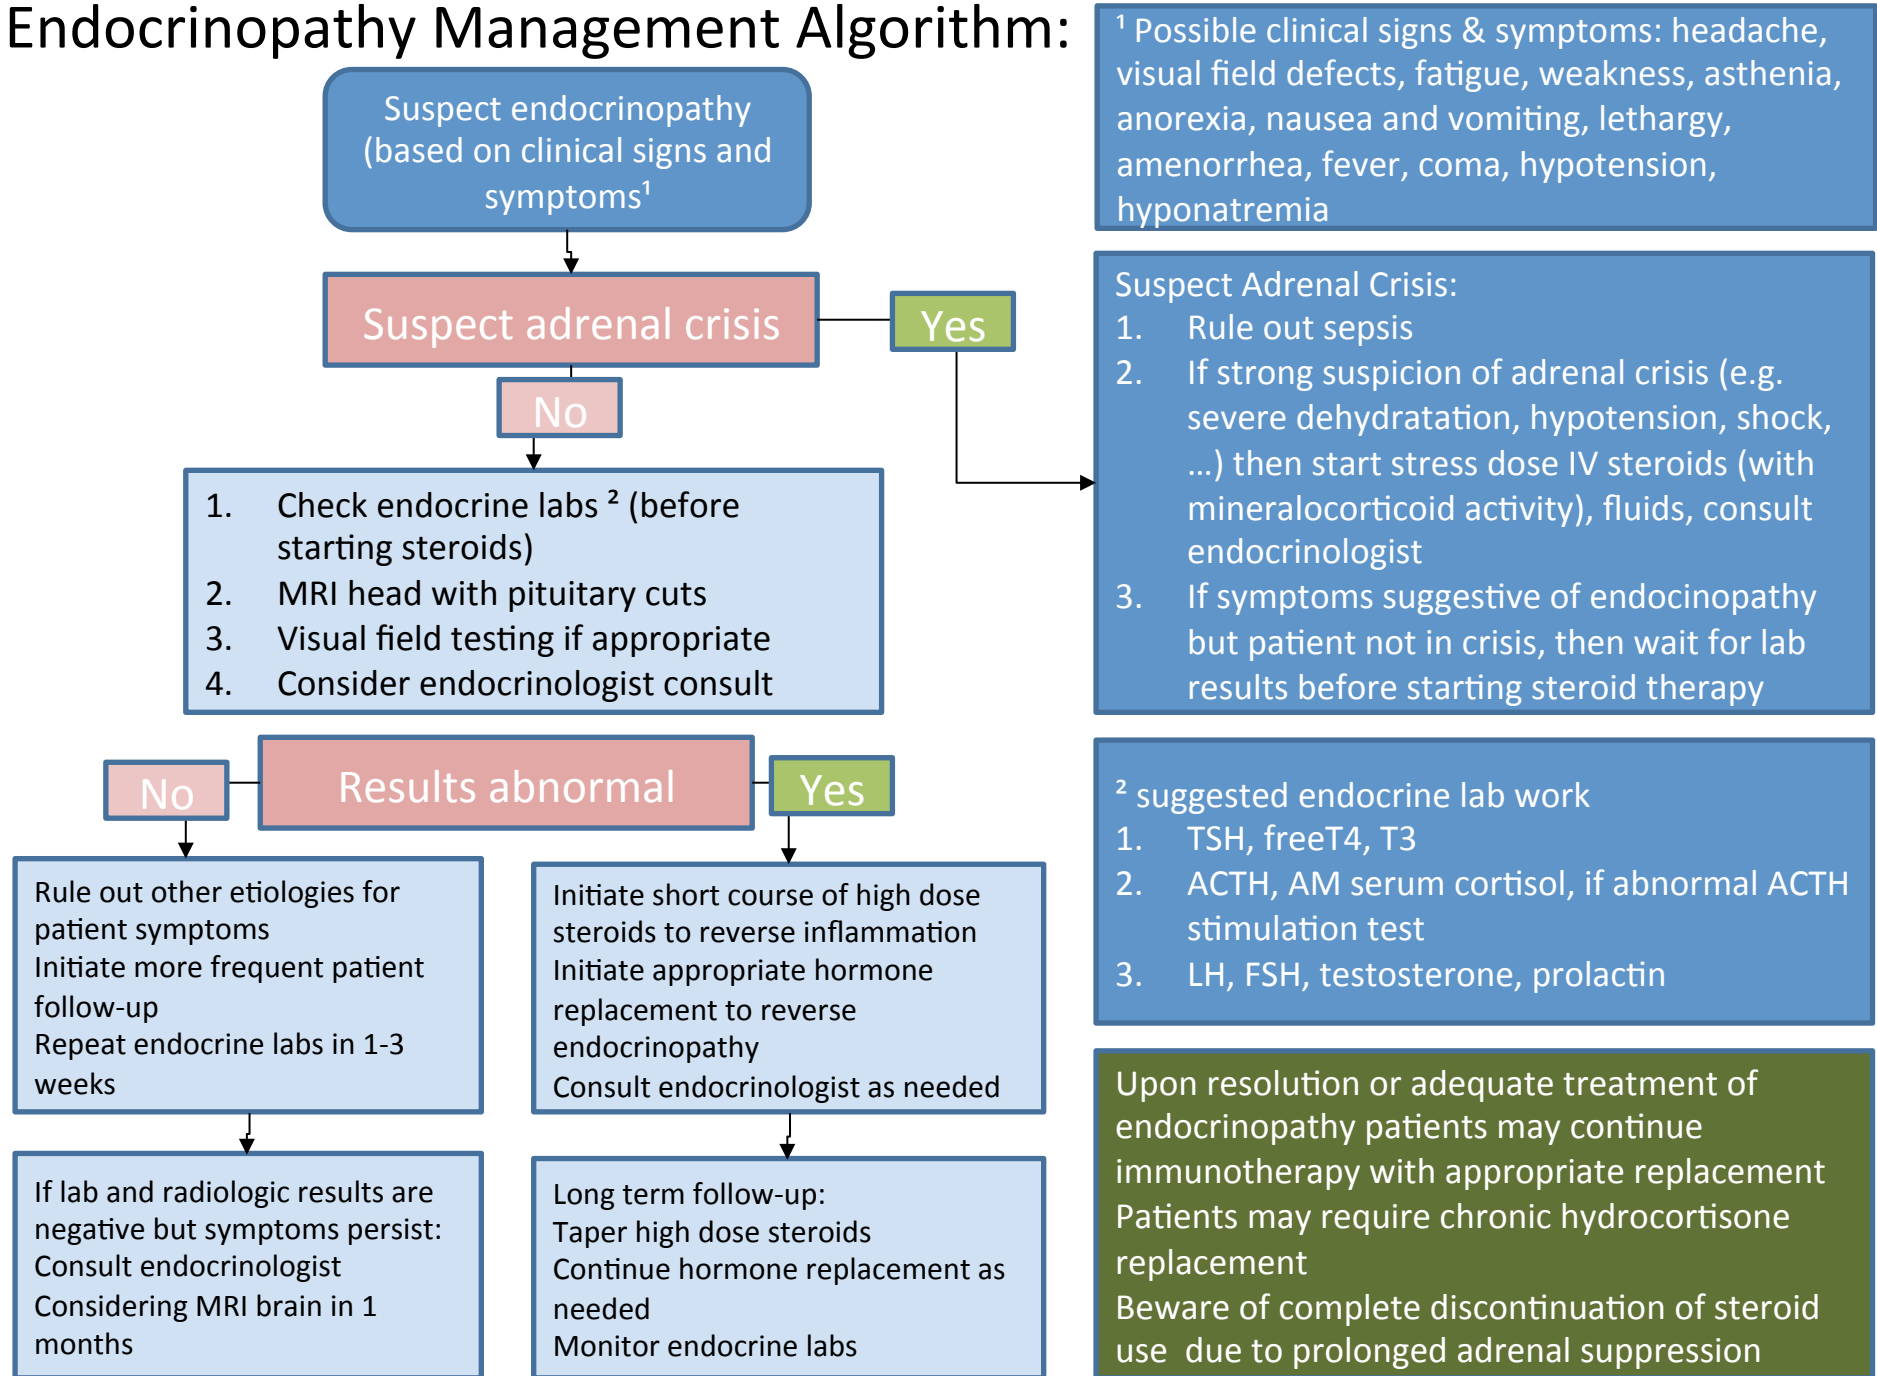 Endocrinopathy Management Algorithm:
Suspect endocrinopathy
(based on clinical signs and
symptoms¹
Suspect adrenal crisis
Yes
No
1. Check endocrine labs ² (before
starting steroids)
2. MRI head with pituitary cuts
3. Visual field testing if appropriate
4. Consider endocrinologist consult
No
Results abnormal
Yes
Rule out other etiologies for
patient symptoms
Initiate more frequent patient
follow-up
Repeat endocrine labs in 1-3
weeks
If lab and radiologic results are
negative but symptoms persist:
Consult endocrinologist
Considering MRI brain in 1
months
Initiate short course of high dose
steroids to reverse inflammation
Initiate appropriate hormone
replacement to reverse
endocrinopathy
Consult endocrinologist as needed
Long term follow-up:
Taper high dose steroids
Continue hormone replacement as
needed
Monitor endocrine labs
¹ Possible clinical signs & symptoms: headache,
visual field defects, fatigue, weakness, asthenia,
anorexia, nausea and vomiting, lethargy,
amenorrhea, fever, coma, hypotension,
hyponatremia
Suspect Adrenal Crisis:
1. Rule out sepsis
2. If strong suspicion of adrenal crisis (e.g.
severe dehydratation, hypotension, shock,
…) then start stress dose IV steroids (with
mineralocorticoid activity), fluids, consult
endocrinologist
3. If symptoms suggestive of endocinopathy
but patient not in crisis, then wait for lab
results before starting steroid therapy
² suggested endocrine lab work
1. TSH, freeT4, T3
2. ACTH, AM serum cortisol, if abnormal ACTH
stimulation test
3. LH, FSH, testosterone, prolactin
Upon resolution or adequate treatment of
endocrinopathy patients may continue
immunotherapy with appropriate replacement
Patients may require chronic hydrocortisone
replacement
Beware of complete discontinuation of steroid
use due to prolonged adrenal suppression